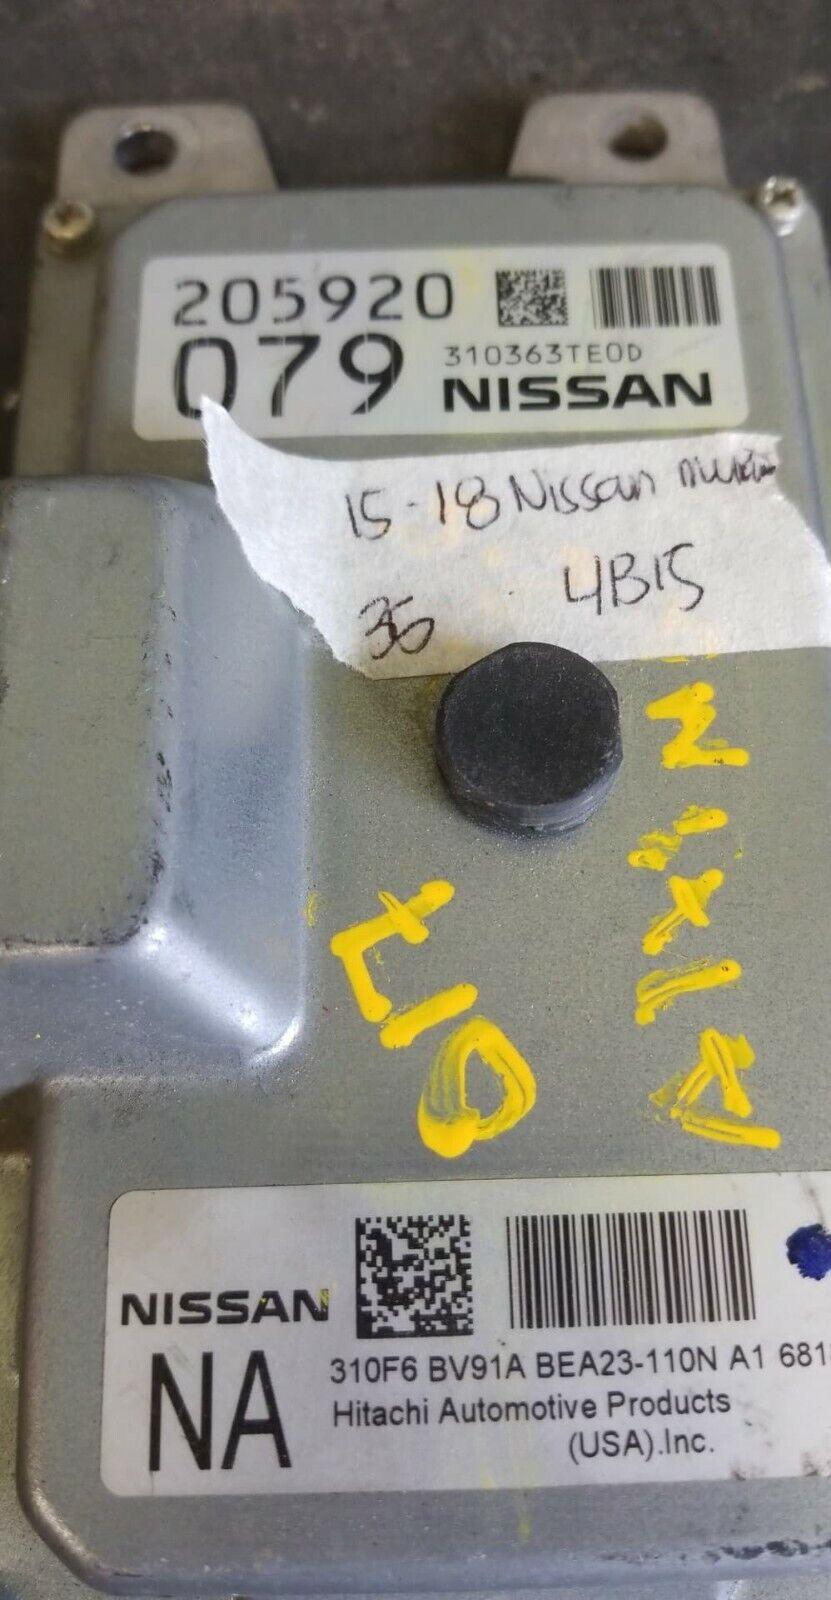 205920
079
310363TE0D
NISSAN
15-18 Nissan
35 4B15
NISSAN
NA
310F6 BV91A BEA23-110N A1 681
Hitachi Automotive Products
(USA).Inc.